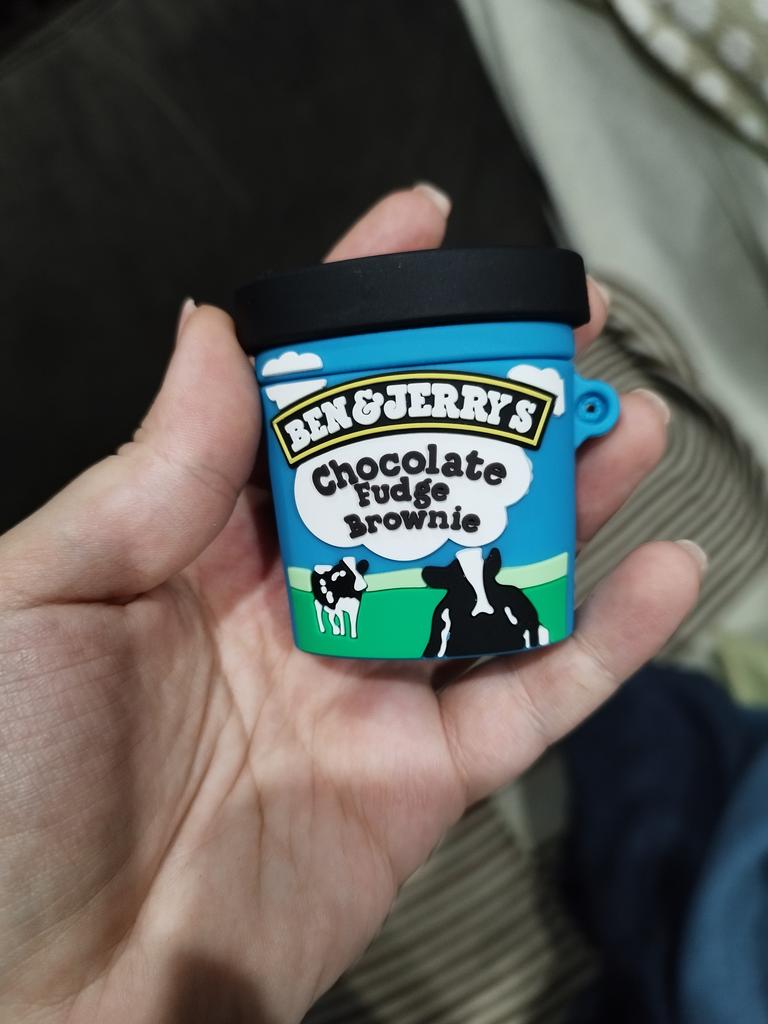 BEN & JERRY'S
Chocolate
Fudge
Brownie